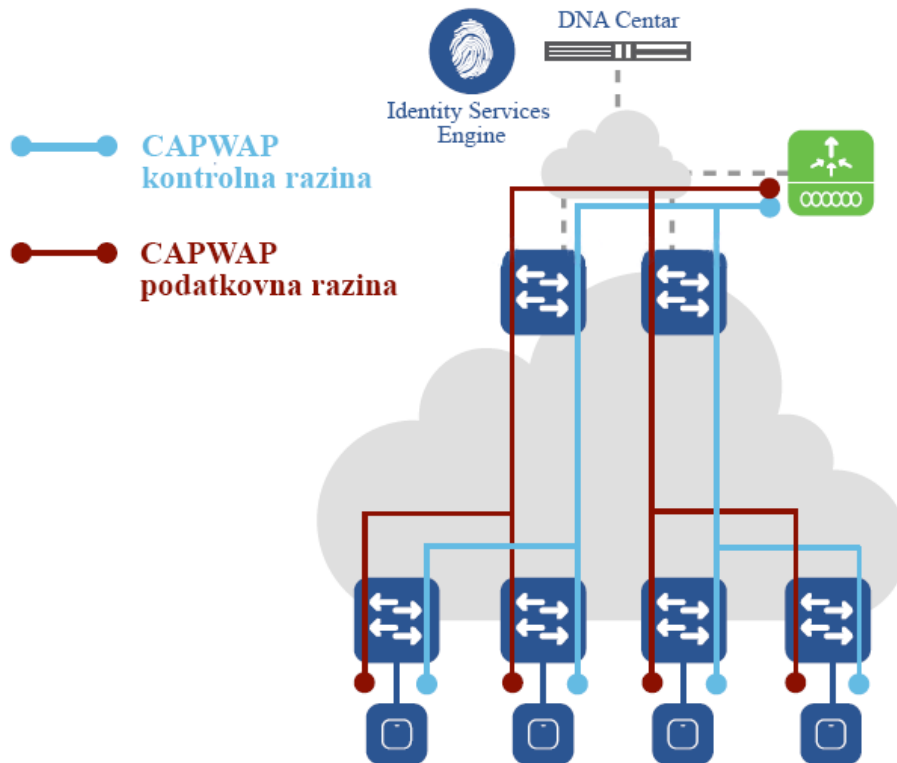 DNA Centar
Identity Services
Engine
CAPWAP
kontrolna razina
CAPWAP
podatkovna razina